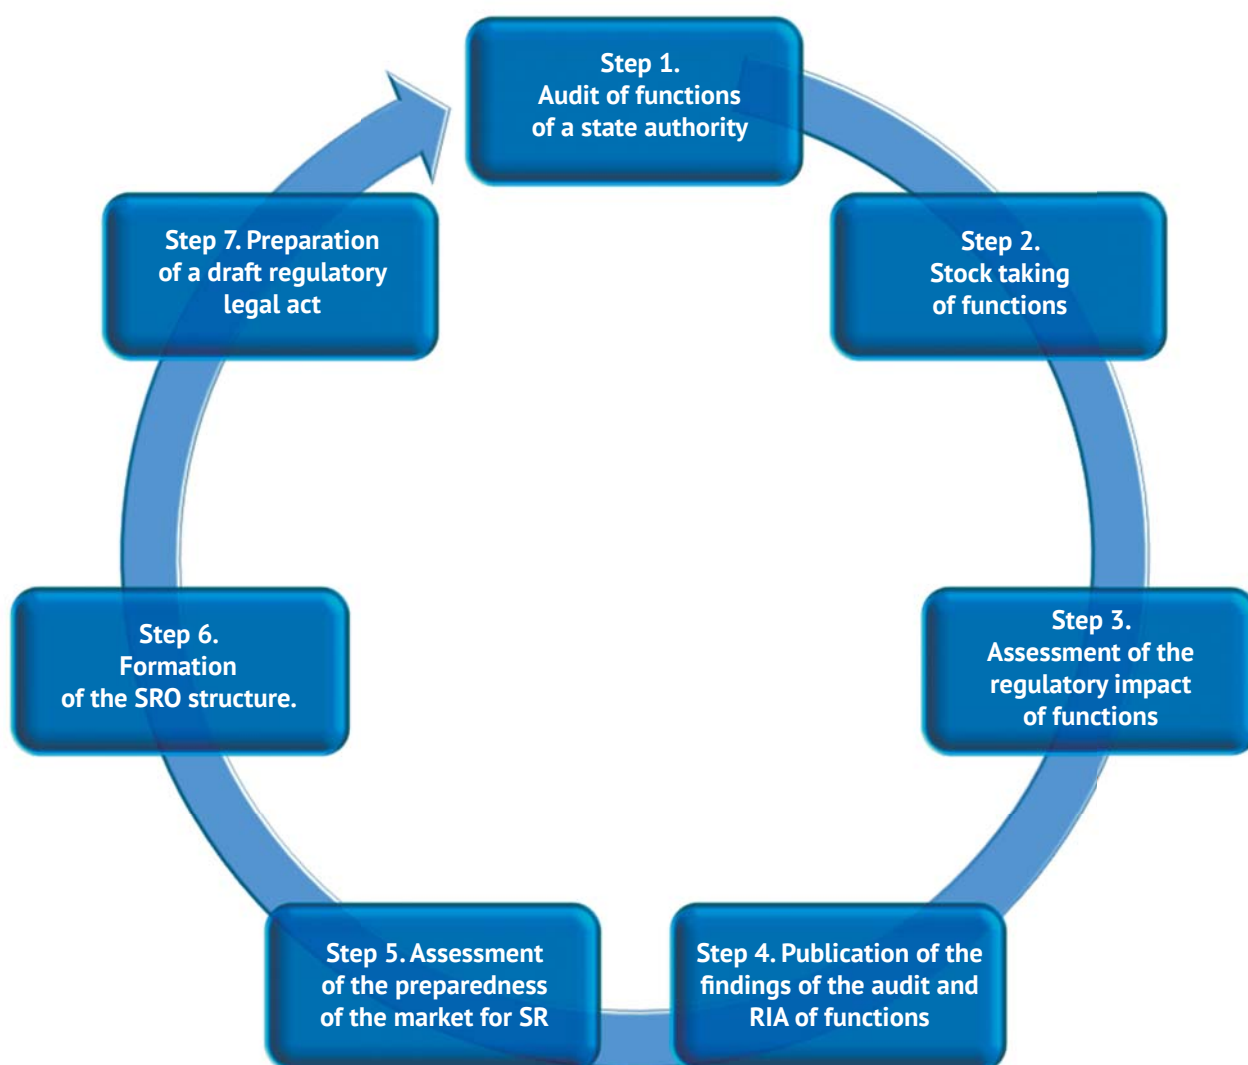 Step 1.
Audit of functions
of a state authority
Step 2.
Stock taking
of functions
Step 3.
Assessment of the
regulatory impact
of functions
Step 4. Publication of the
findings of the audit and
RIA of functions
Step 5. Assessment
of the preparedness
of the market for SR
Step 6.
Formation
of the SRO structure.
Step 7. Preparation
of a draft regulatory
legal act